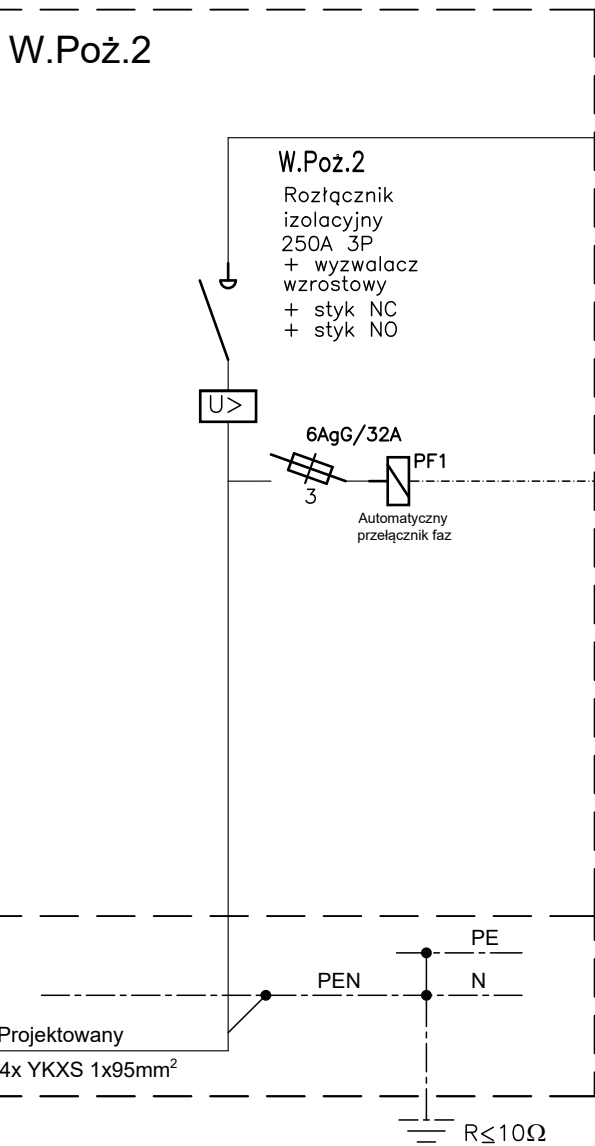 W.Poż.2
W.Poż.2
Rozłącznik
izolacyjny
250A 3P
+ wyzwalacz
wzrostowy
+ styk NC
+ styk NO
U>
6AgG/32A
3
PF1
Automatyczny
przełącznik faz
PE
PEN
N
Projektowany
4x YKXS 1x95mm²
R≤10Ω